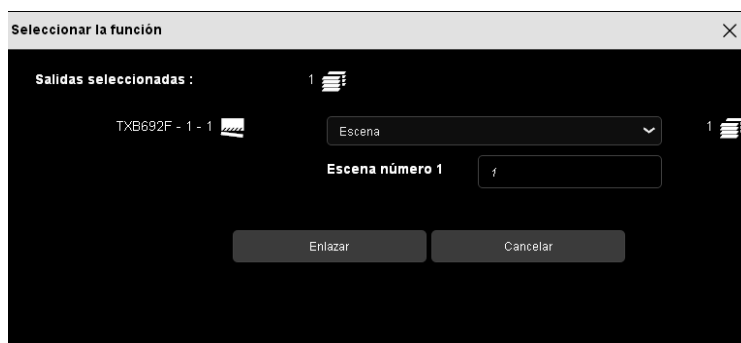 Seleccionar la función
Salidas seleccionadas : 1
TXB692F - 1 - 1 Escena 1
Escena número 1 1
Enlazar Cancelar